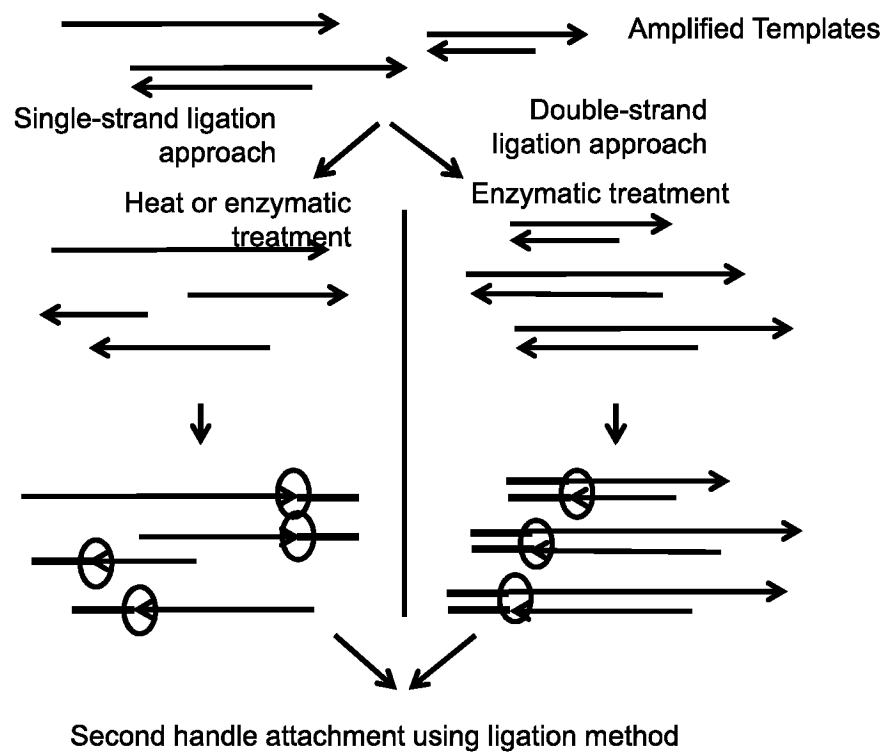 Amplified Templates
Single-strand ligation
approach
Double-strand
ligation approach
Heat or enzymatic
treatment
Enzymatic treatment
Second handle attachment using ligation method